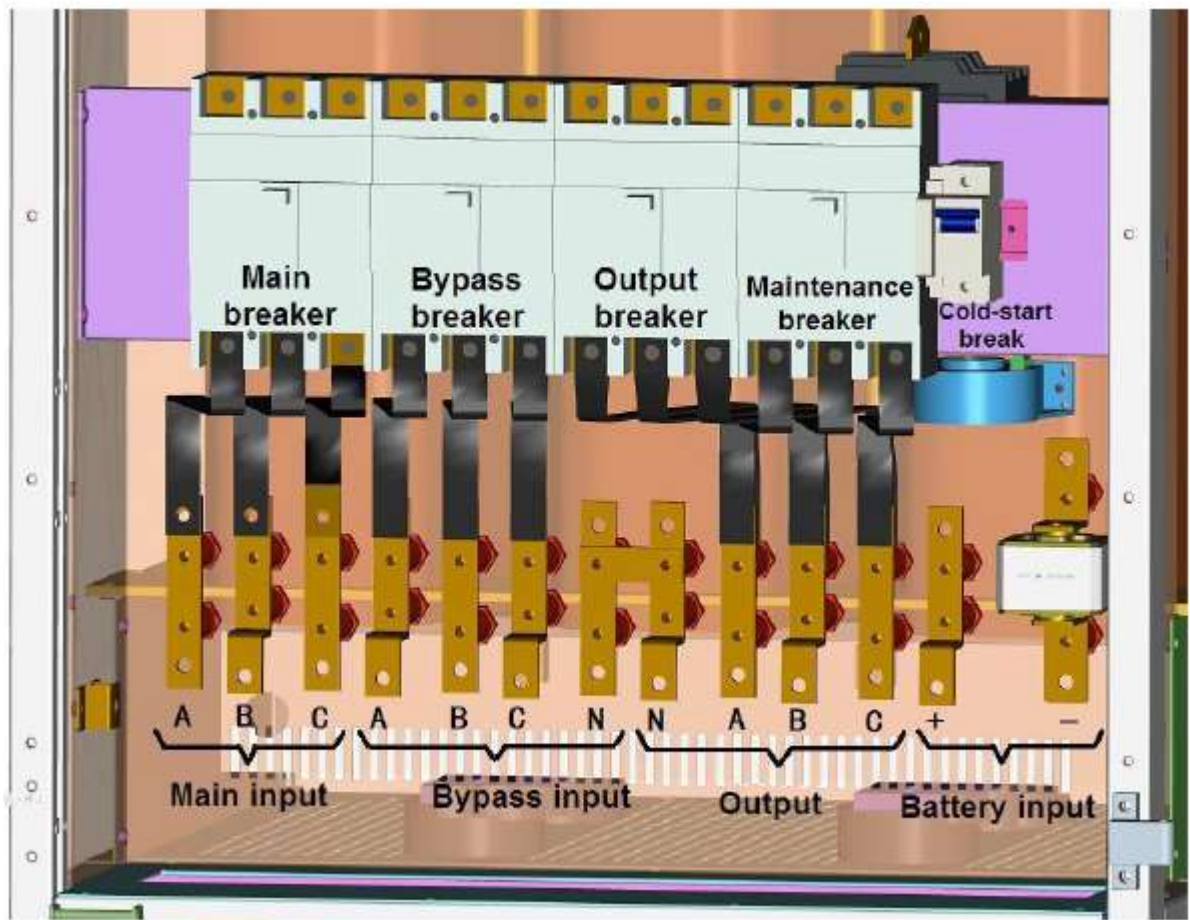 Main
breaker
Bypass
breaker
Output
breaker
Maintenance
breaker
Cold-start
break
A B C A B C N N A B C + −
Main input Bypass input Output Battery input